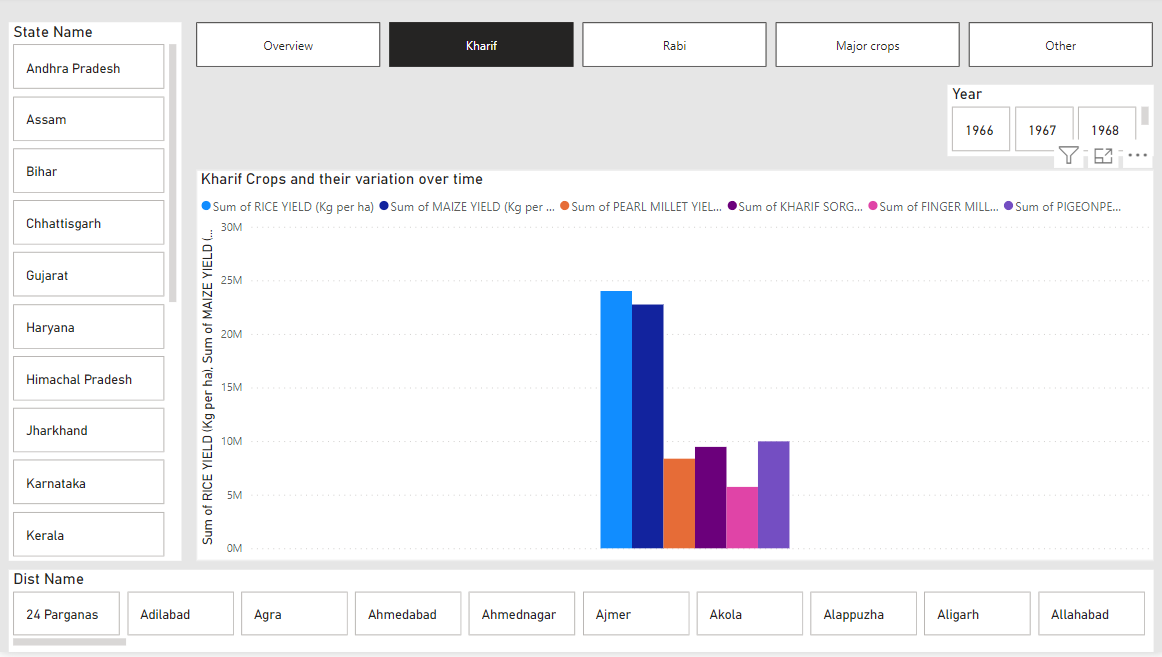 State Name
Andhra Pradesh
Assam
Bihar
Chhattisgarh
Gujarat
Haryana
Himachal Pradesh
Jharkhand
Karnataka
Kerala
Overview
Kharif
Rabi
Major crops
Other
Year
1966
1967
1968
Kharif Crops and their variation over time
Sum of RICE YIELD (Kg per ha)
Sum of MAIZE YIELD (Kg per ...
Sum of PEARL MILLET YIEL...
Sum of KHARIF SORG...
Sum of FINGER MILL...
Sum of PIGEONPE...
Sum of RICE YIELD (Kg per ha), Sum of MAIZE YIELD (...
30M
25M
20M
15M
10M
5M
0M
Dist Name
24 Parganas
Adilabad
Agra
Ahmedabad
Ahmednagar
Ajmer
Akola
Alappuzha
Aligarh
Allahabad